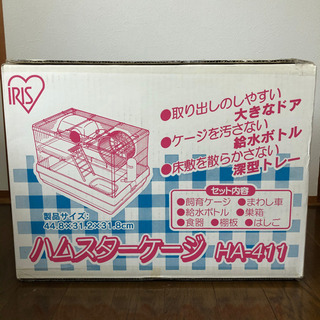 IRIS
●取り出しのしやすい
大きなドア
●ケージを汚さない
給水ボトル
●床敷を散らかさない
深型トレー
製品サイズ:
44.8×31.2×31.8cm
セット内容
●飼育ケージ ●まわし車
●給水ボトル ●巣箱
●食器 ●棚板 ●はしご
ハムスターケージ HA-411